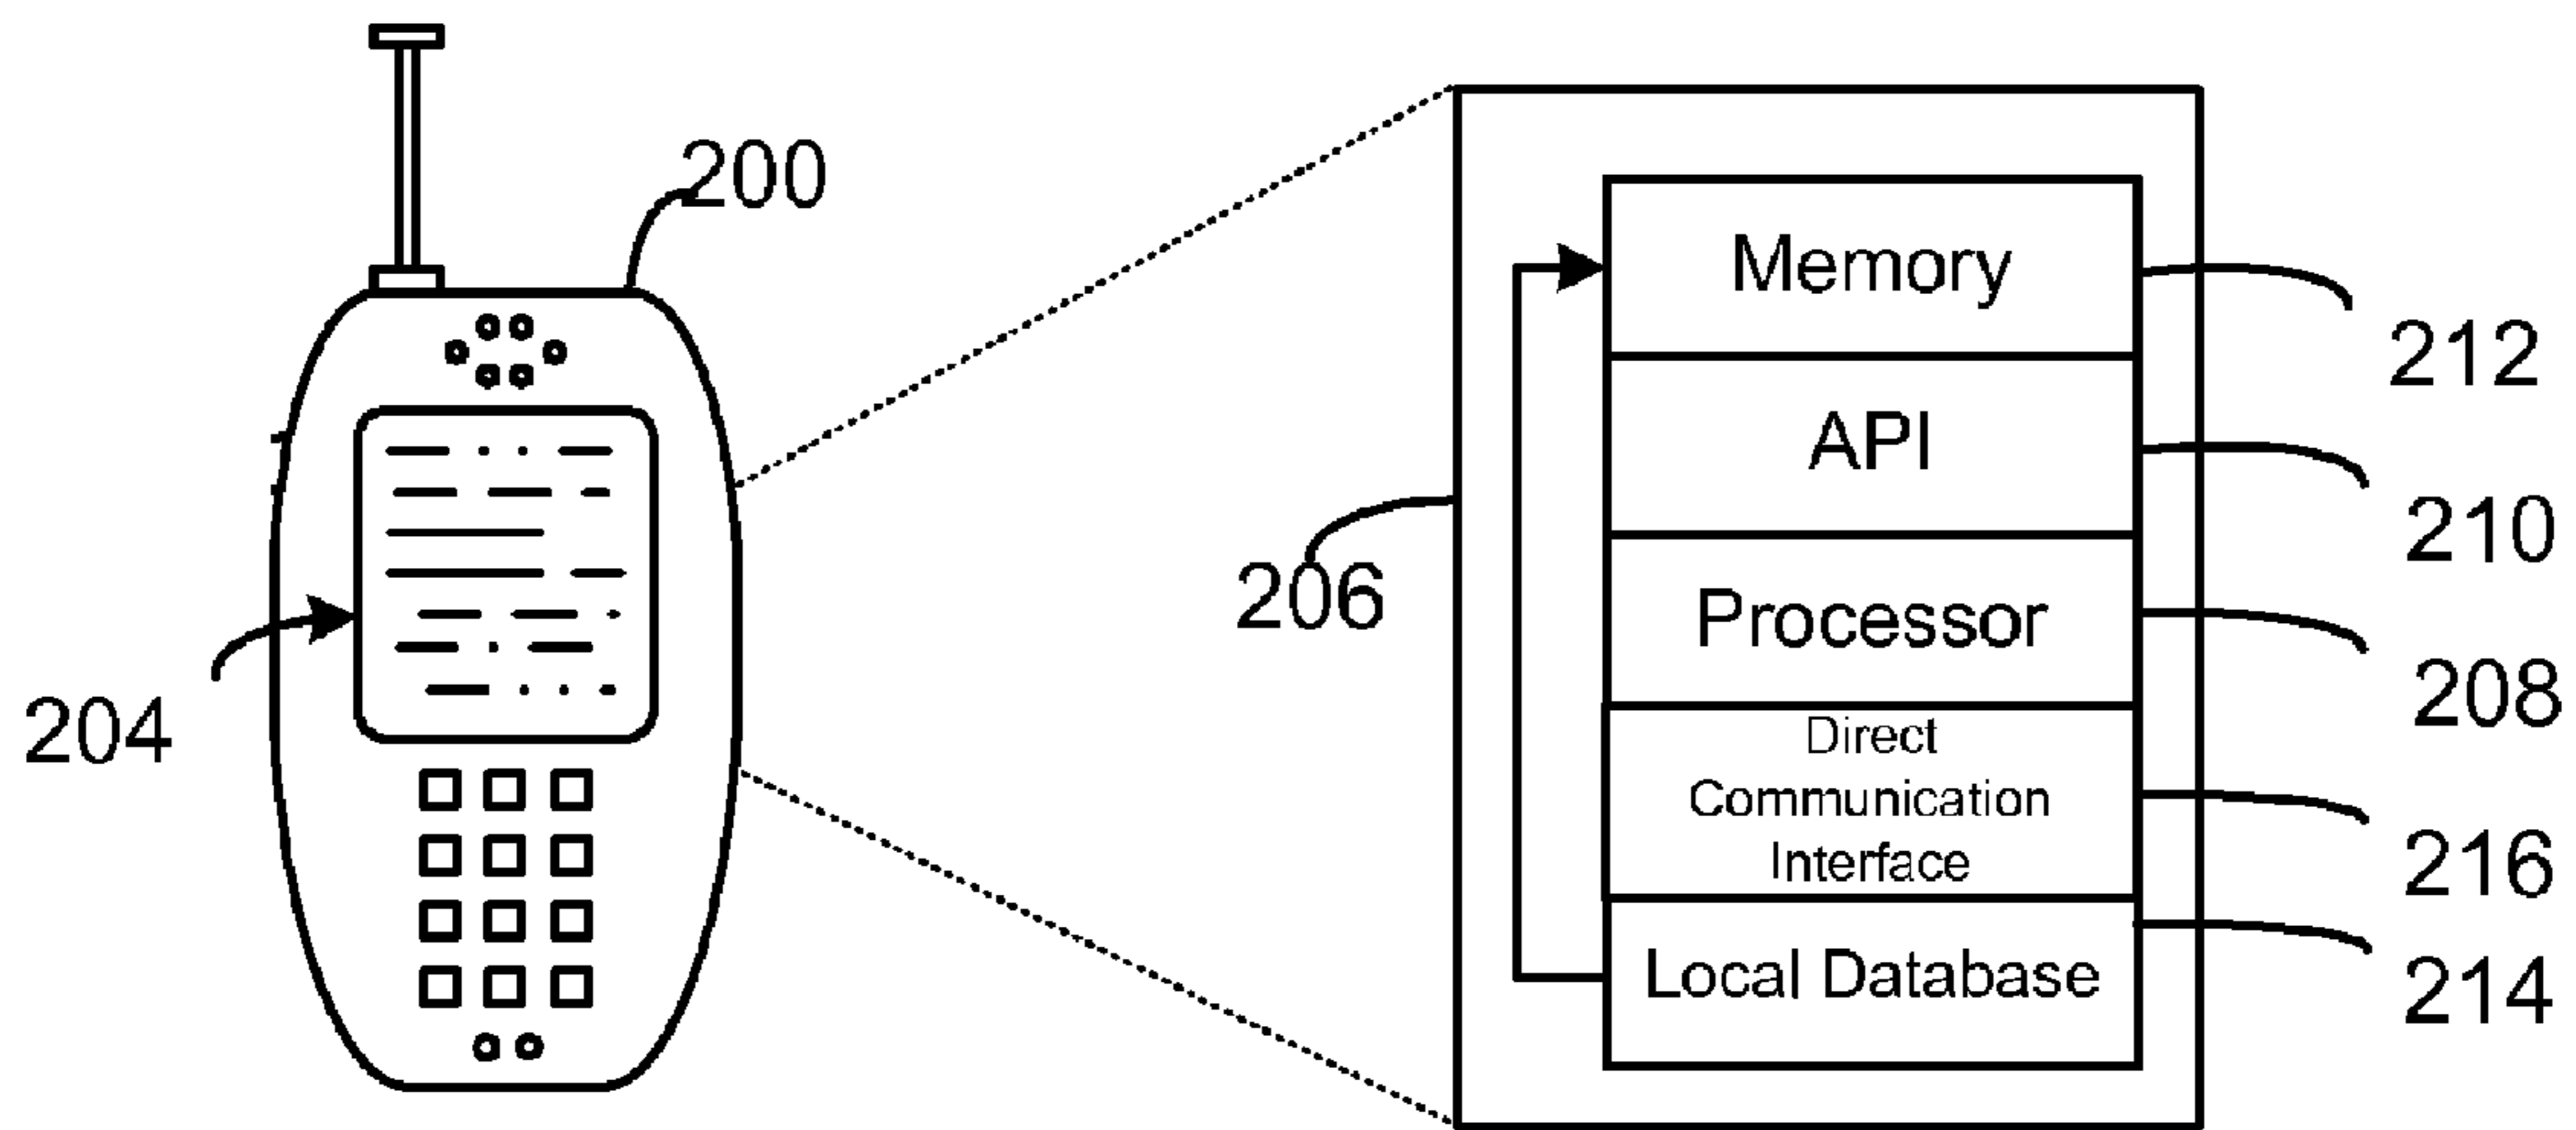 200
Memory
212
API
210
206
Processor
208
204
Direct
Communication
Interface
216
Local Database
214